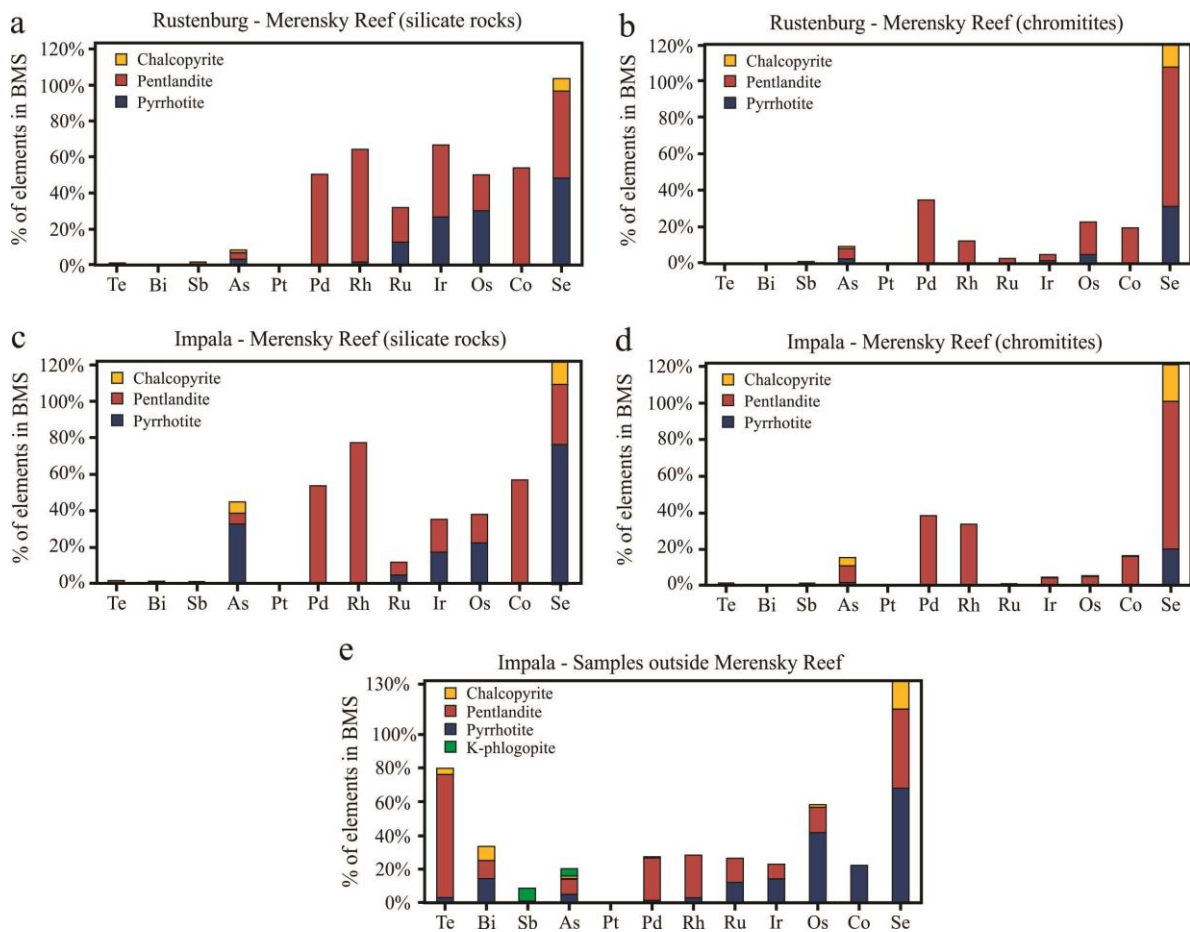 a
Rustenburg - Merensky Reef (silicate rocks)
% of elements in BMS
120%
100%
80%
60%
40%
20%
0%
Chalcopyrite
Pentlandite
Pyrrhotite
Te Bi Sb As Pt Pd Rh Ru Ir Os Co Se
b
Rustenburg - Merensky Reef (chromitites)
% of elements in BMS
120%
100%
80%
60%
40%
20%
0%
Chalcopyrite
Pentlandite
Pyrrhotite
Te Bi Sb As Pt Pd Rh Ru Ir Os Co Se
c
Impala - Merensky Reef (silicate rocks)
% of elements in BMS
120%
100%
80%
60%
40%
20%
0%
Chalcopyrite
Pentlandite
Pyrrhotite
Te Bi Sb As Pt Pd Rh Ru Ir Os Co Se
d
Impala - Merensky Reef (chromitites)
% of elements in BMS
120%
100%
80%
60%
40%
20%
0%
Chalcopyrite
Pentlandite
Pyrrhotite
Te Bi Sb As Pt Pd Rh Ru Ir Os Co Se
e
Impala - Samples outside Merensky Reef
% of elements in BMS
130%
100%
80%
60%
40%
20%
0%
Chalcopyrite
Pentlandite
Pyrrhotite
K-phlogopite
Te Bi Sb As Pt Pd Rh Ru Ir Os Co Se